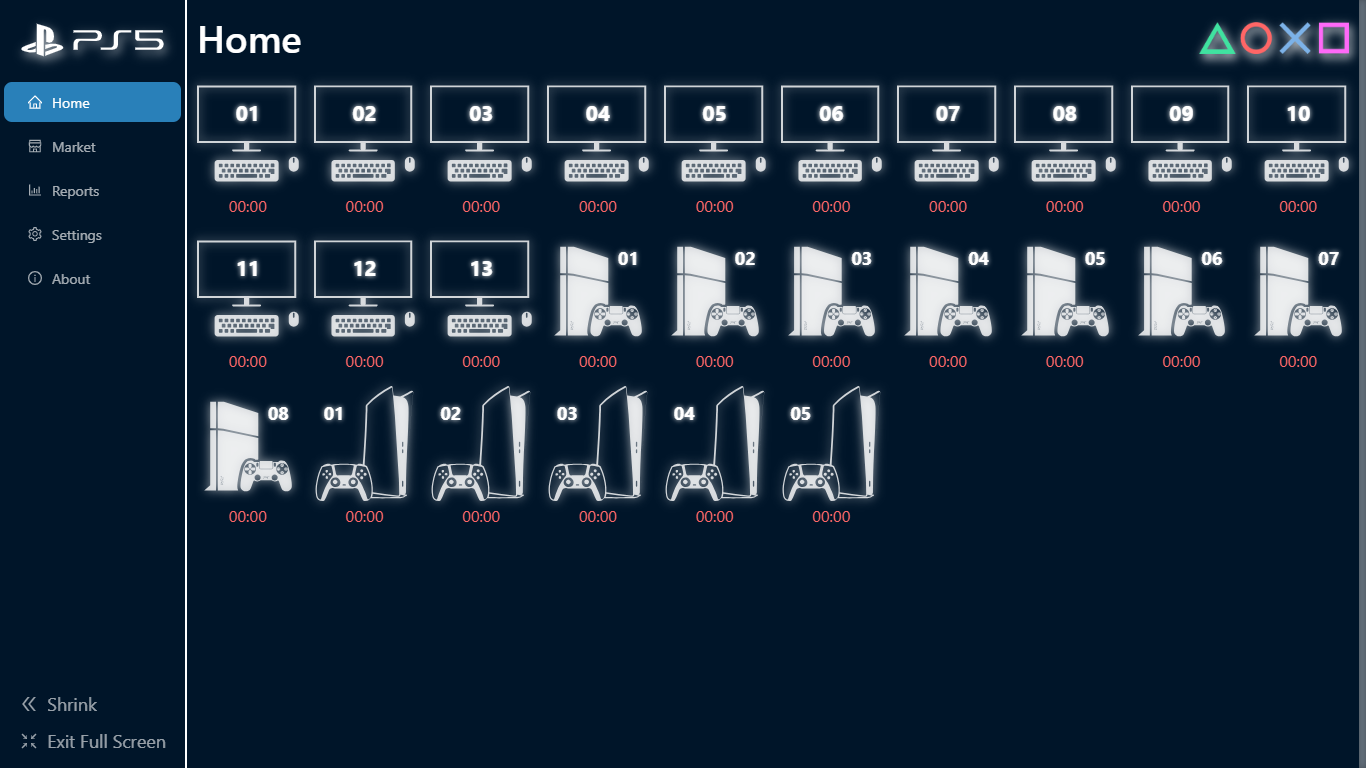 PS5
Home
Home
Market
Reports
Settings
About
01 02 03 04 05 06 07 08 09 10
00:00 00:00 00:00 00:00 00:00 00:00 00:00 00:00 00:00 00:00
11 12 13 01 02 03 04 05 06 07
00:00 00:00 00:00 00:00 00:00 00:00 00:00 00:00 00:00 00:00
08 01 02 03 04 05
00:00 00:00 00:00 00:00 00:00 00:00
Shrink
Exit Full Screen